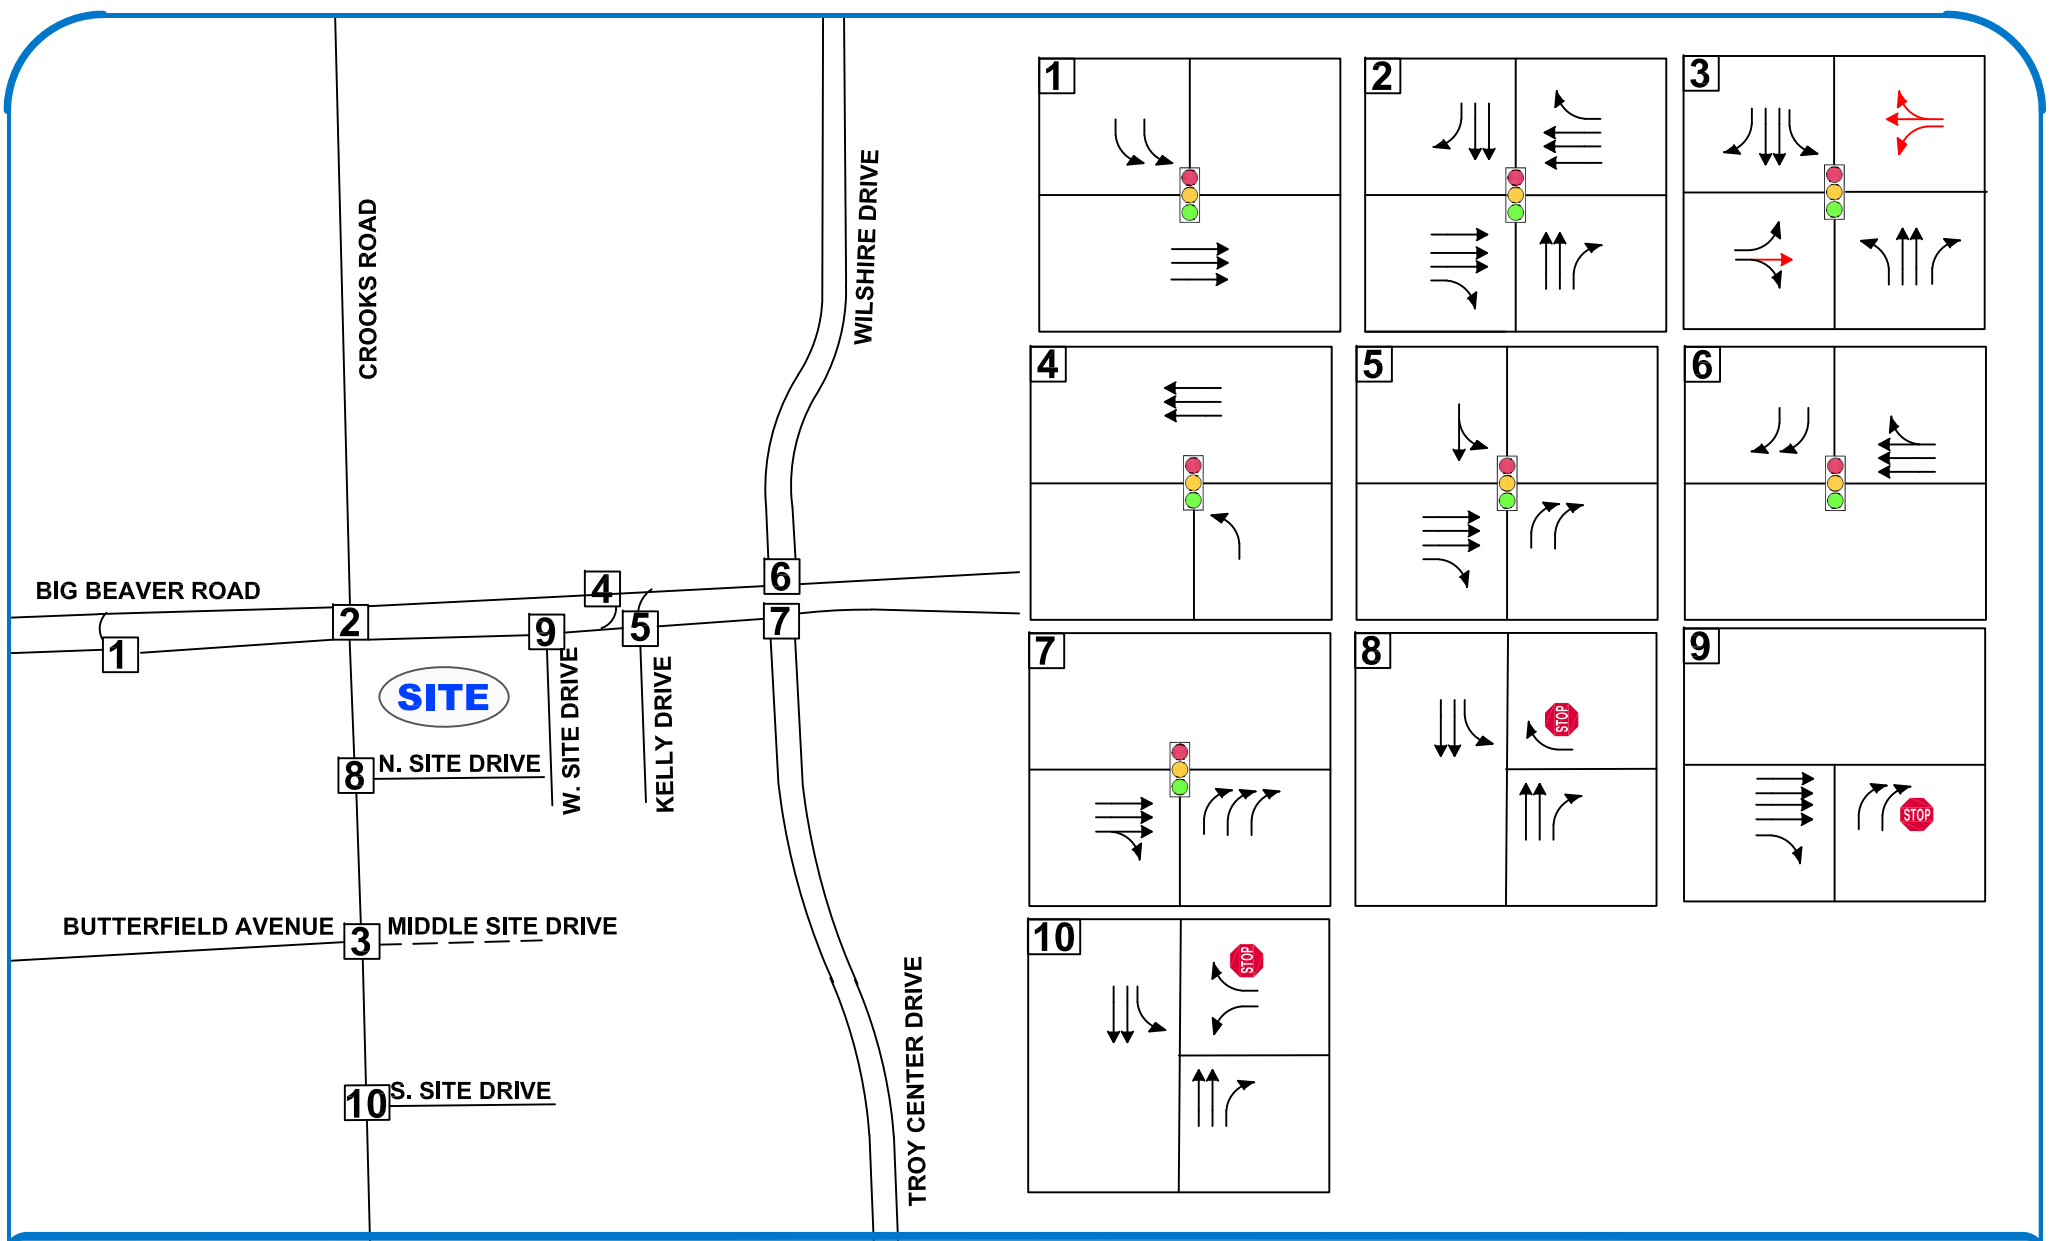 CROOKS ROAD
WILSHIRE DRIVE
BIG BEAVER ROAD
1
2
4
9
5
6
7
SITE
W. SITE DRIVE
KELLY DRIVE
8
N. SITE DRIVE
BUTTERFIELD AVENUE
3
MIDDLE SITE DRIVE
10
S. SITE DRIVE
TROY CENTER DRIVE
1
2
3
4
5
6
7
8
STOP
9
STOP
10
STOP